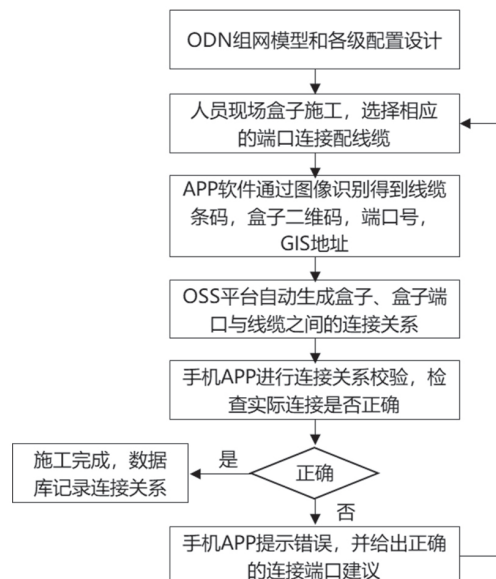 ODN组网模型和各级配置设计
人员现场盒子施工，选择相应
的端口连接配线缆
APP软件通过图像识别得到线缆
条码，盒子二维码，端口号，
GIS地址
OSS平台自动生成盒子、盒子端
口与线缆之间的连接关系
手机APP进行连接关系校验，检
查实际连接是否正确
正确
是
施工完成，数据
库记录连接关系
否
手机APP提示错误，并给出正确
的连接端口建议